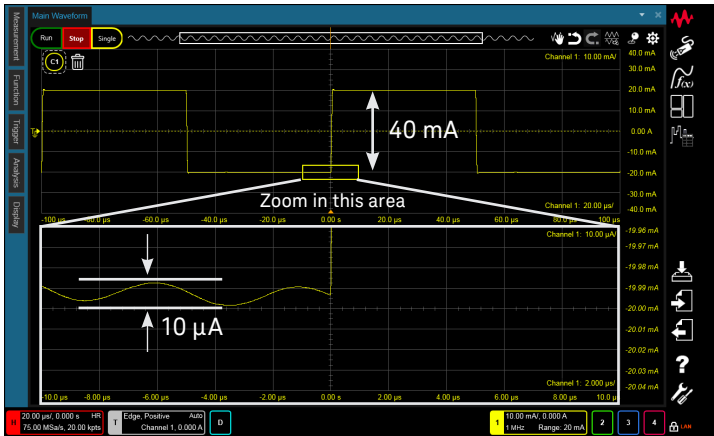 Main Waveform
Measurement
Function
Trigger
Analysis
Display
Run
Stop
Single
C1
Channel 1: 10.00 mA/
40.0 mA
30.0 mA
20.0 mA
10.0 mA
0.00 A
-10.0 mA
-20.0 mA
-30.0 mA
-40.0 mA
40 mA
Zoom in this area
Channel 1: 20.00 µs/
-100 µs
-80.0 µs
-60.0 µs
-40.0 µs
-20.0 µs
0.00 s
20.0 µs
40.0 µs
60.0 µs
80.0 µs
100 µs
Channel 1: 10.00 µA/
-19.96 mA
-19.97 mA
-19.98 mA
-19.99 mA
-20.00 mA
-20.01 mA
-20.02 mA
-20.03 mA
-20.04 mA
10 µA
Channel 1: 2.000 µs/
-10.0 µs
-8.00 µs
-6.00 µs
-4.00 µs
-2.00 µs
0.00 s
2.00 µs
4.00 µs
6.00 µs
8.00 µs
10.0 µ
f(x)
?
H
20.00 µs/, 0.000 s HR
75.00 MSa/s, 20.00 kpts
T
Edge, Positive Auto
Channel 1, 0.000 A
D
1
10.00 mA/, 0.000 A
1 MHz Range: 20 mA
2
3
4
LAN